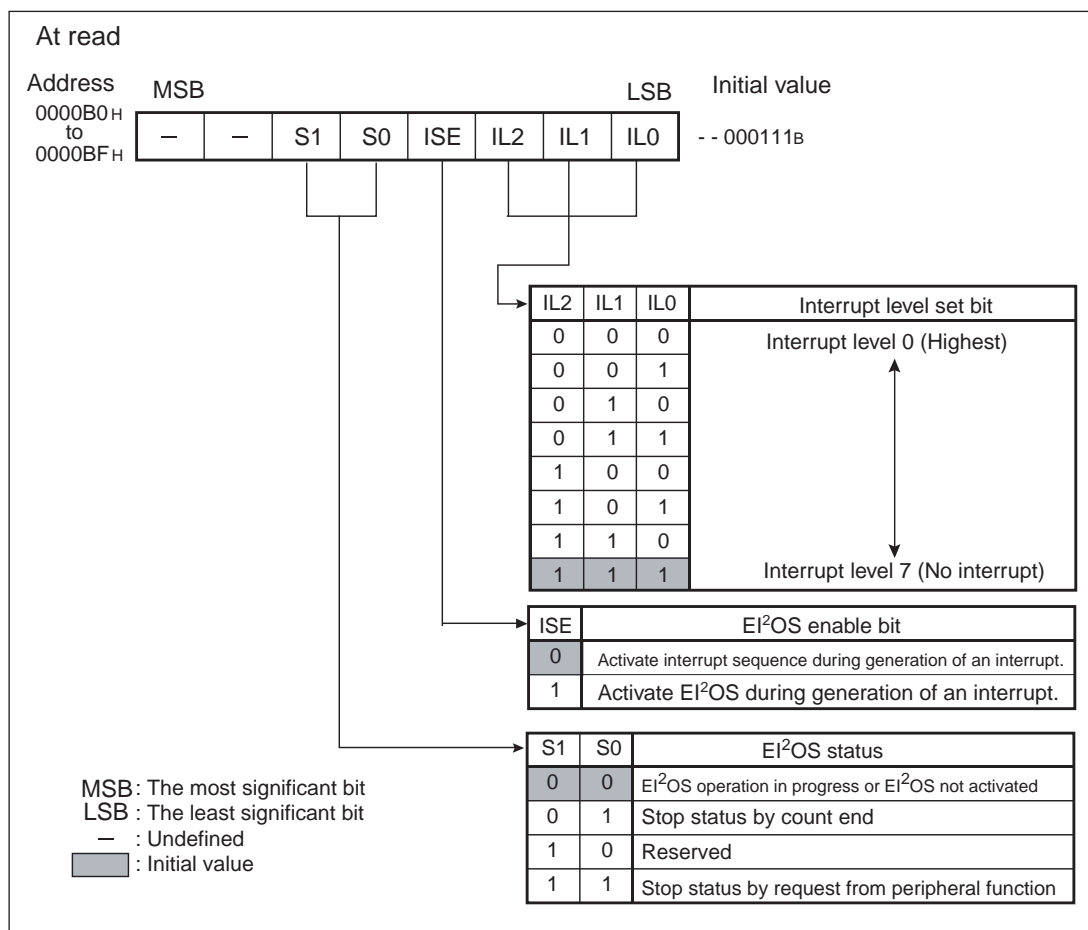 At read
Address MSB LSB Initial value
0000B0H
to
0000BFH
– – S1 S0 ISE IL2 IL1 IL0 - - 000111B
IL2 IL1 IL0 Interrupt level set bit
0 0 0 Interrupt level 0 (Highest)
0 0 1
0 1 0
0 1 1
1 0 0
1 0 1
1 1 0
1 1 1 Interrupt level 7 (No interrupt)
ISE EI²OS enable bit
0 Activate interrupt sequence during generation of an interrupt.
1 Activate EI²OS during generation of an interrupt.
S1 S0 EI²OS status
0 0 EI²OS operation in progress or EI²OS not activated
0 1 Stop status by count end
1 0 Reserved
1 1 Stop status by request from peripheral function
MSB : The most significant bit
LSB : The least significant bit
– : Undefined
: Initial value